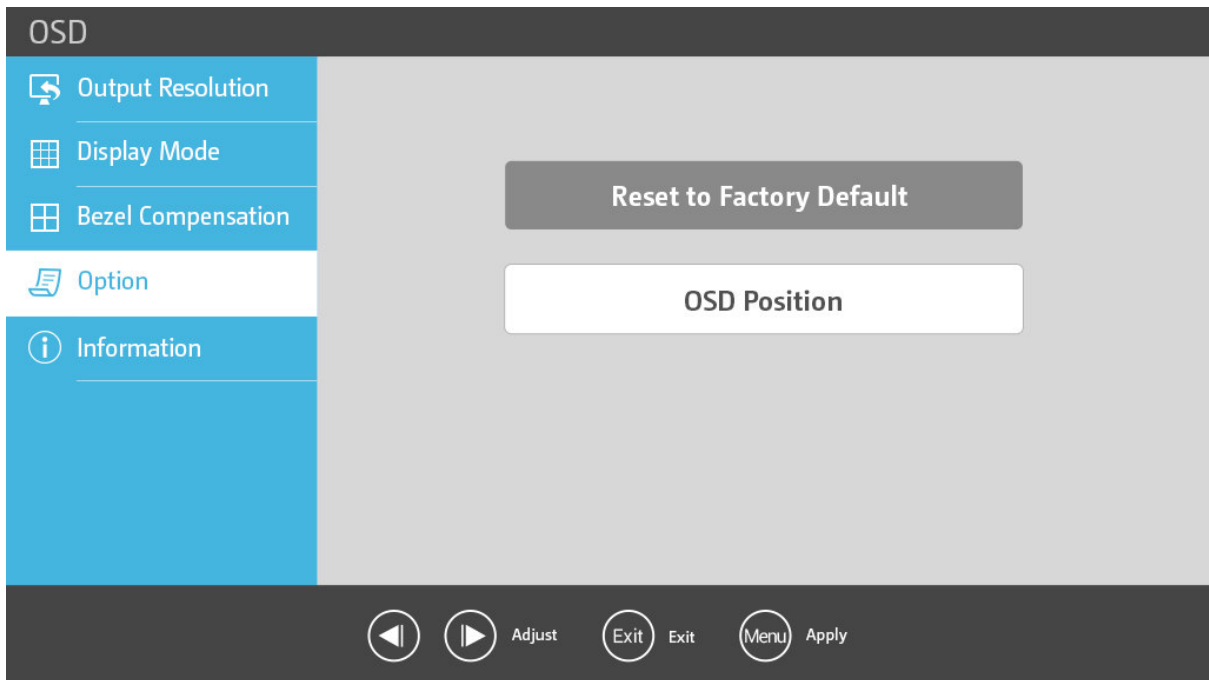 OSD
Output Resolution
Display Mode
Bezel Compensation
Option
Information
Reset to Factory Default
OSD Position
Adjust Exit Exit Menu Apply